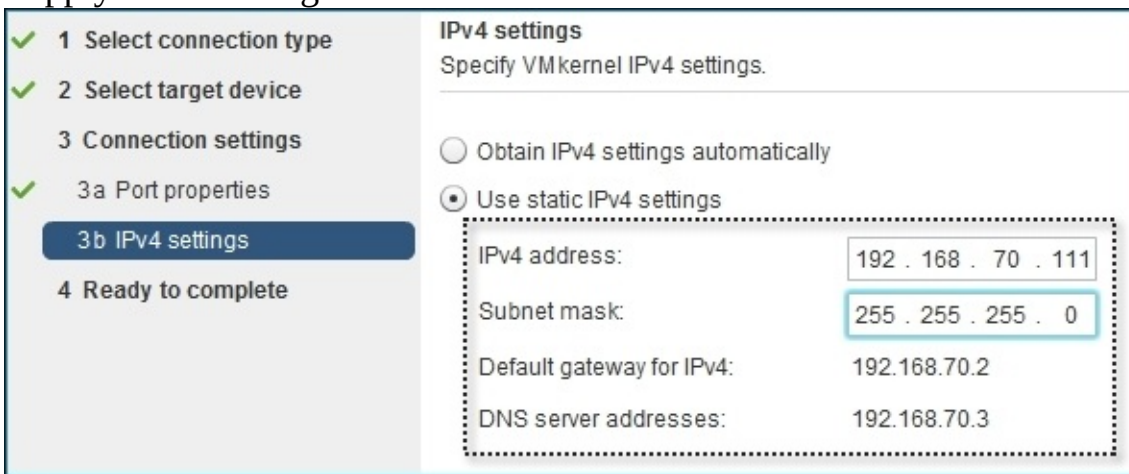 1 Select connection type
2 Select target device
3 Connection settings
3a Port properties
3b IPv4 settings
4 Ready to complete
IPv4 settings
Specify VMkernel IPv4 settings.
Obtain IPv4 settings automatically
Use static IPv4 settings
IPv4 address: 192 . 168 . 70 . 111
Subnet mask: 255 . 255 . 255 . 0
Default gateway for IPv4: 192.168.70.2
DNS server addresses: 192.168.70.3